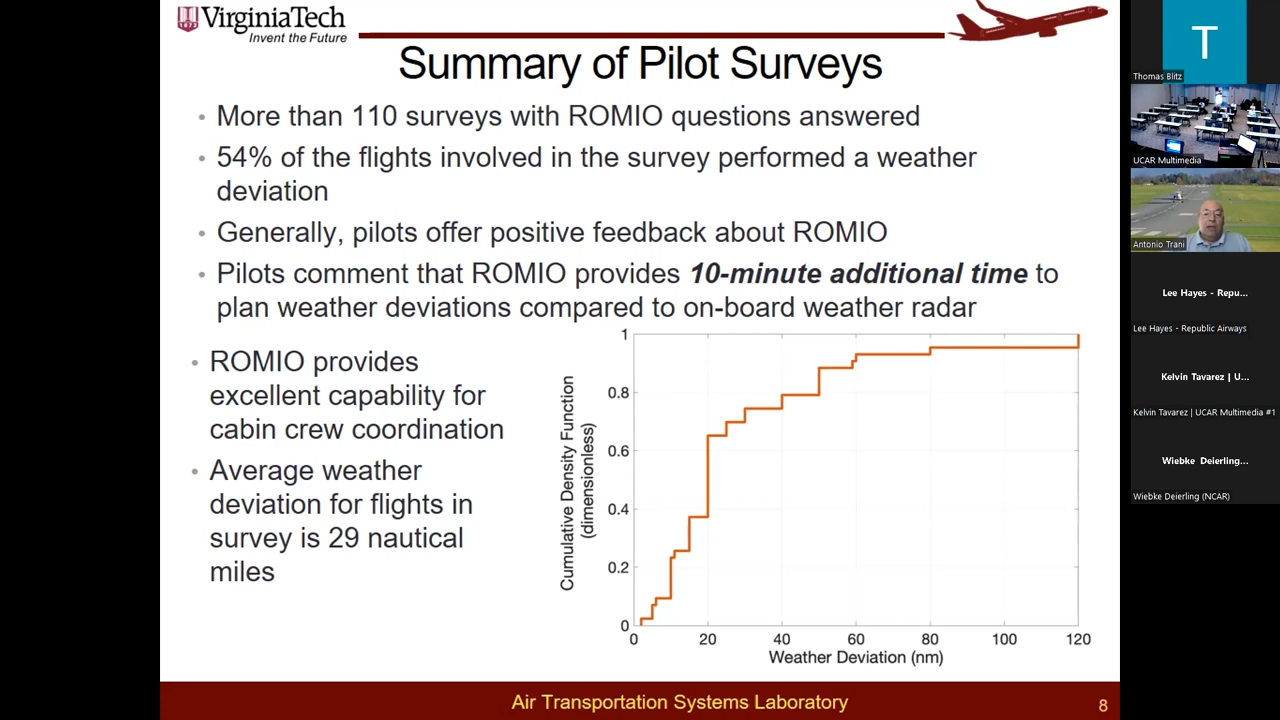 VirginiaTech
Invent the Future
Summary of Pilot Surveys
• More than 110 surveys with ROMIO questions answered
• 54% of the flights involved in the survey performed a weather
deviation
• Generally, pilots offer positive feedback about ROMIO
• Pilots comment that ROMIO provides 10-minute additional time to
plan weather deviations compared to on-board weather radar
• ROMIO provides
excellent capability for
cabin crew coordination
• Average weather
deviation for flights in
survey is 29 nautical
miles
Cumulative Density Function
(dimensionless)
1
0.8
0.6
0.4
0.2
0
0 20 40 60 80 100 120
Weather Deviation (nm)
Air Transportation Systems Laboratory
8
T
Thomas Blitz
UCAR Multimedia
Antonio Trani
Lee Hayes - Repu...
Lee Hayes - Republic Airways
Kelvin Tavarez | U...
Kelvin Tavarez | UCAR Multimedia #1
Wiebke Deierling...
Wiebke Deierling (NCAR)